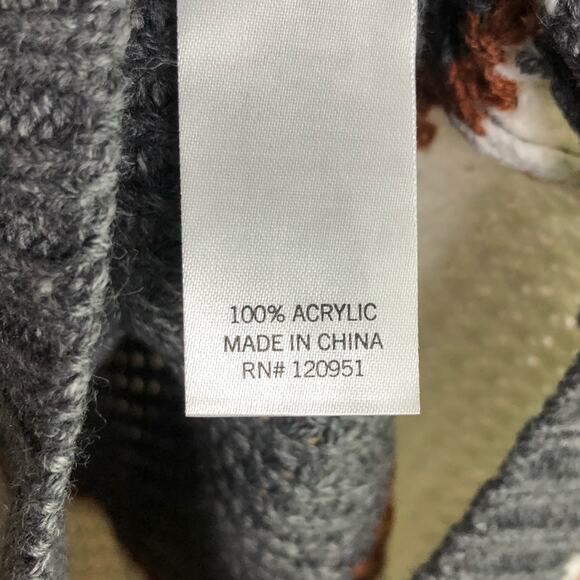 100% ACRYLIC
MADE IN CHINA
RN# 120951